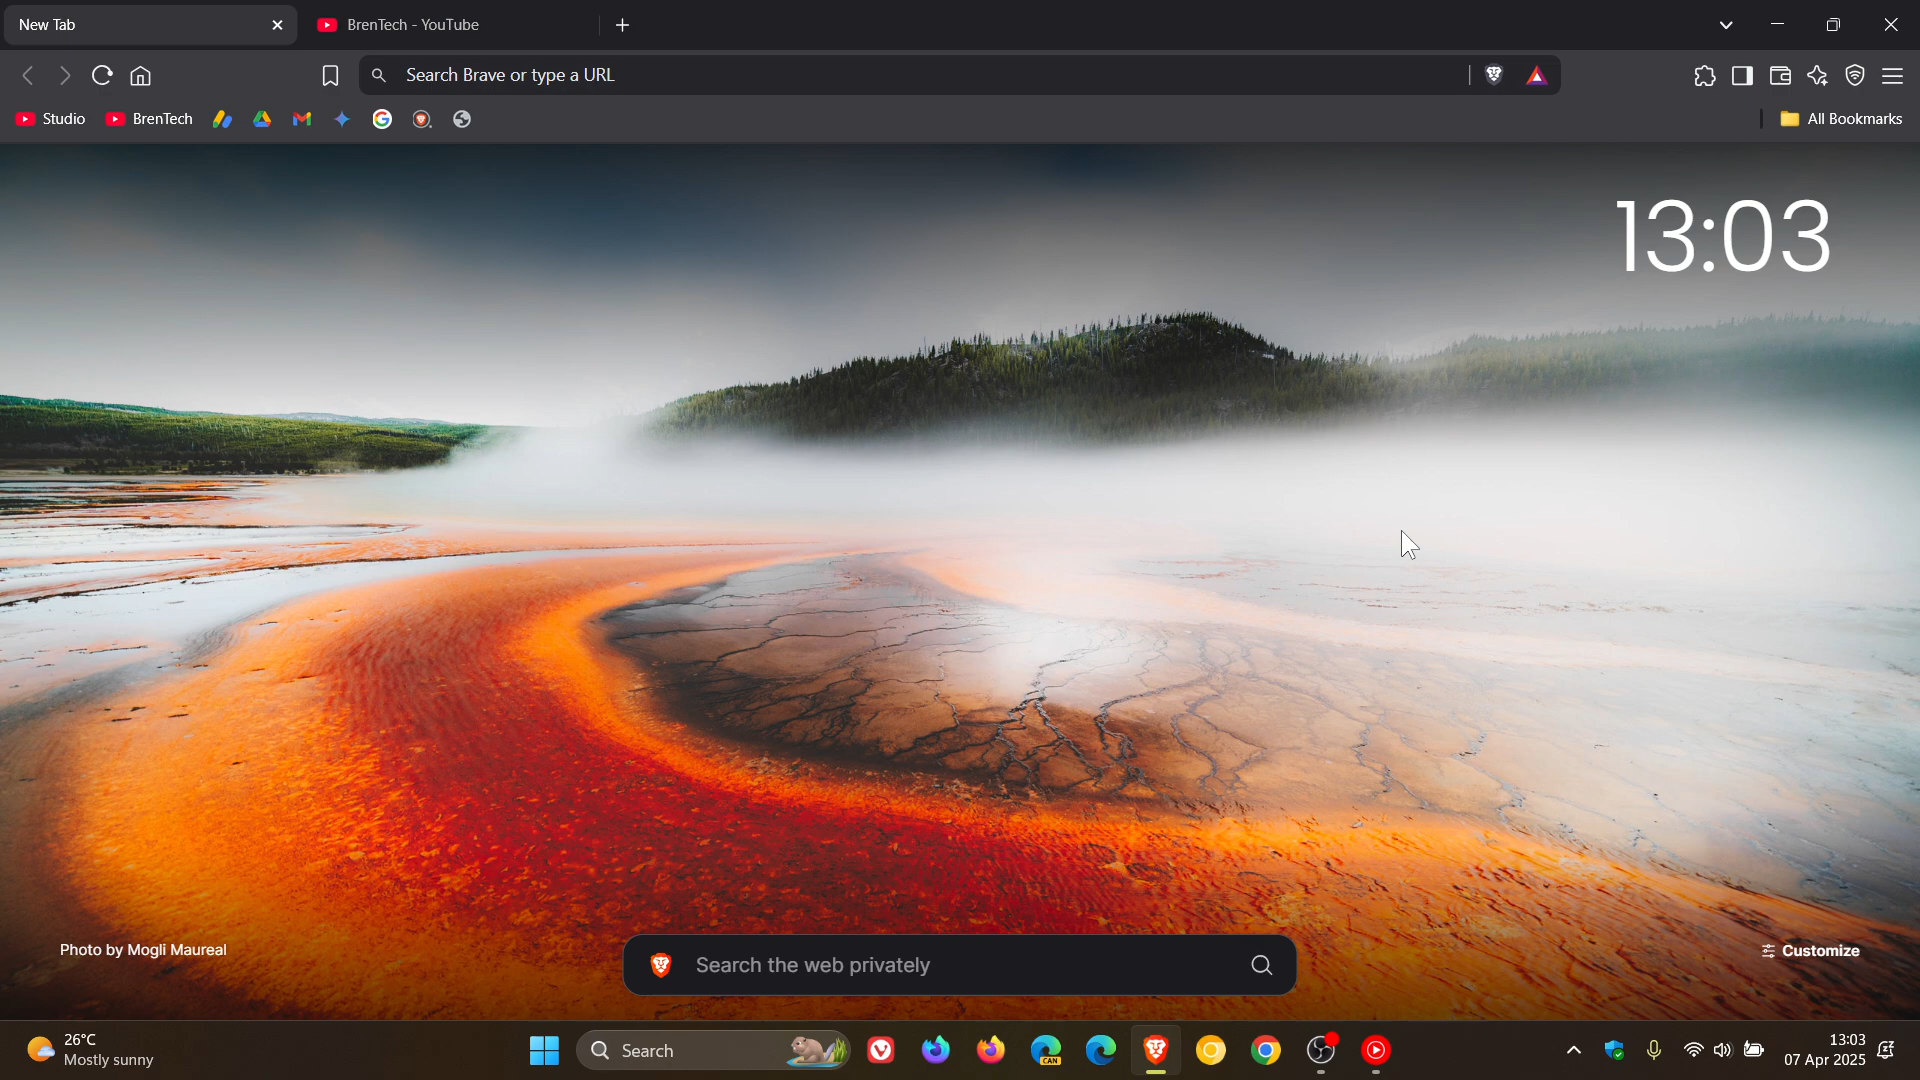 New Tab
BrenTech - YouTube
Search Brave or type a URL
Studio
BrenTech
All Bookmarks
13:03
Photo by Mogli Maureal
Search the web privately
Customize
26°C
Mostly sunny
Search
CAN
13:03
07 Apr 2025